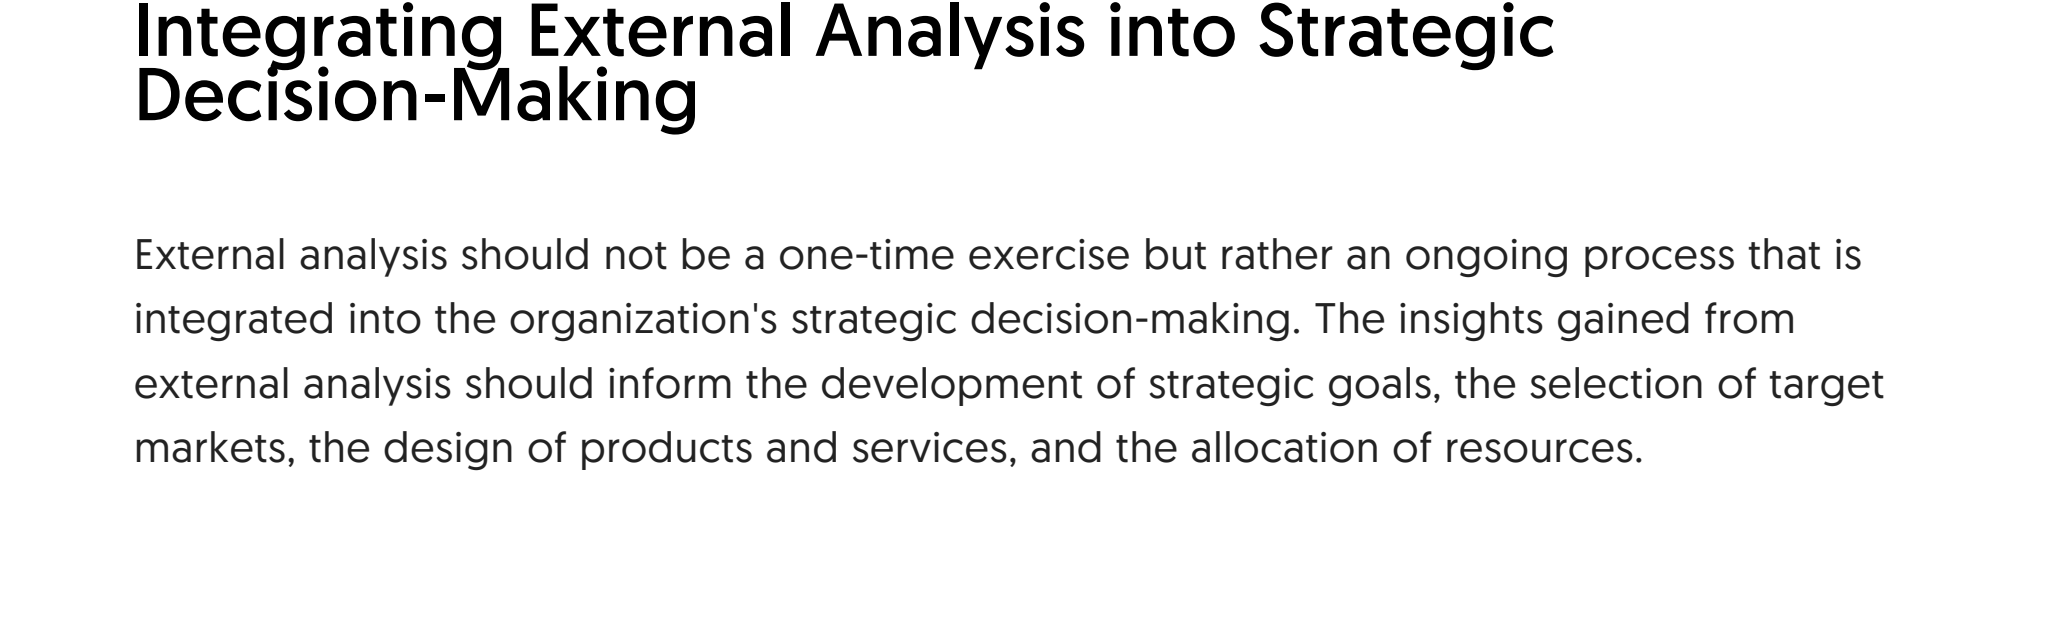 Integrating External Analysis into Strategic
Decision-Making
External analysis should not be a one-time exercise but rather an ongoing process that is
integrated into the organization's strategic decision-making. The insights gained from
external analysis should inform the development of strategic goals, the selection of target
markets, the design of products and services, and the allocation of resources.